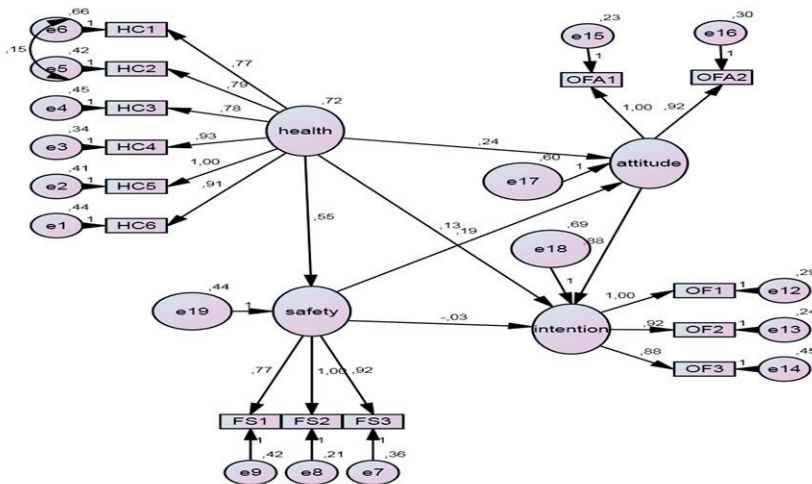 ,66
e6 1 HC1
,15
,42
e5 1 HC2
,45
e4 1 HC3
,34
e3 1 HC4
,41
e2 1 HC5
,44
e1 1 HC6
,77
,79
,78
,93
1,00
,91
,72
health
,23
e15
1
OFA1
,30
e16
1
OFA2
1,00 ,92
,24
,60
e17 1
attitude
,55
,13
,19
,69
e18
1
,88
,44
e19 1
safety
-,03
intention
1,00 OF1 1 e12 ,29
,92 OF2 1 e13 ,24
,88 OF3 1 e14 ,45
,77 1,00 ,92
FS1 FS2 FS3
1 1 1
e9 ,42 e8 ,21 e7 ,36